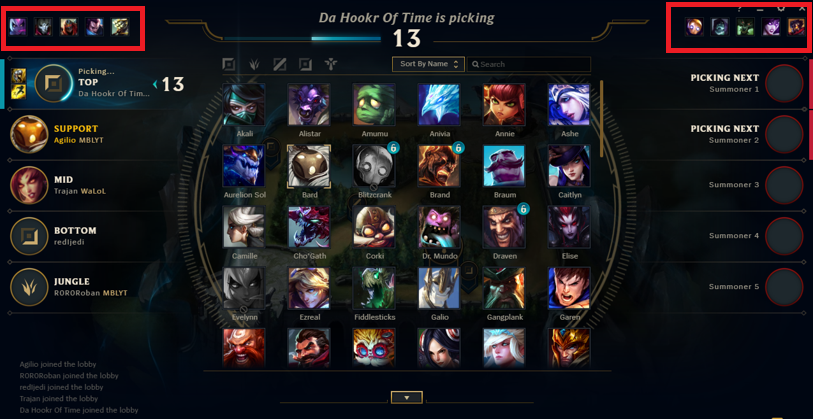 Da Hookr Of Time is picking
13
Picking...
TOP
Da Hookr Of Tim...
13
SUPPORT
Agilio MBLYT
MID
Trajan WaLoL
BOTTOM
redljedi
JUNGLE
RORORoban MBLYT
Sort By Name
Search
Akali
Alistar
Amumu
Anivia
Annie
Ashe
6
6
Aurelion Sol
Bard
Blitzcrank
Brand
Braum
Caitlyn
6
Camille
Cho'Gath
Corki
Dr. Mundo
Draven
Elise
Evelynn
Ezreal
Fiddlesticks
Galio
Gangplank
Garen
?
PICKING NEXT
Summoner 1
PICKING NEXT
Summoner 2
Summoner 3
Summoner 4
Summoner 5
Agilio joined the lobby
RORORoban joined the lobby
redljedi joined the lobby
Trajan joined the lobby
Da Hookr Of Time joined the lobby